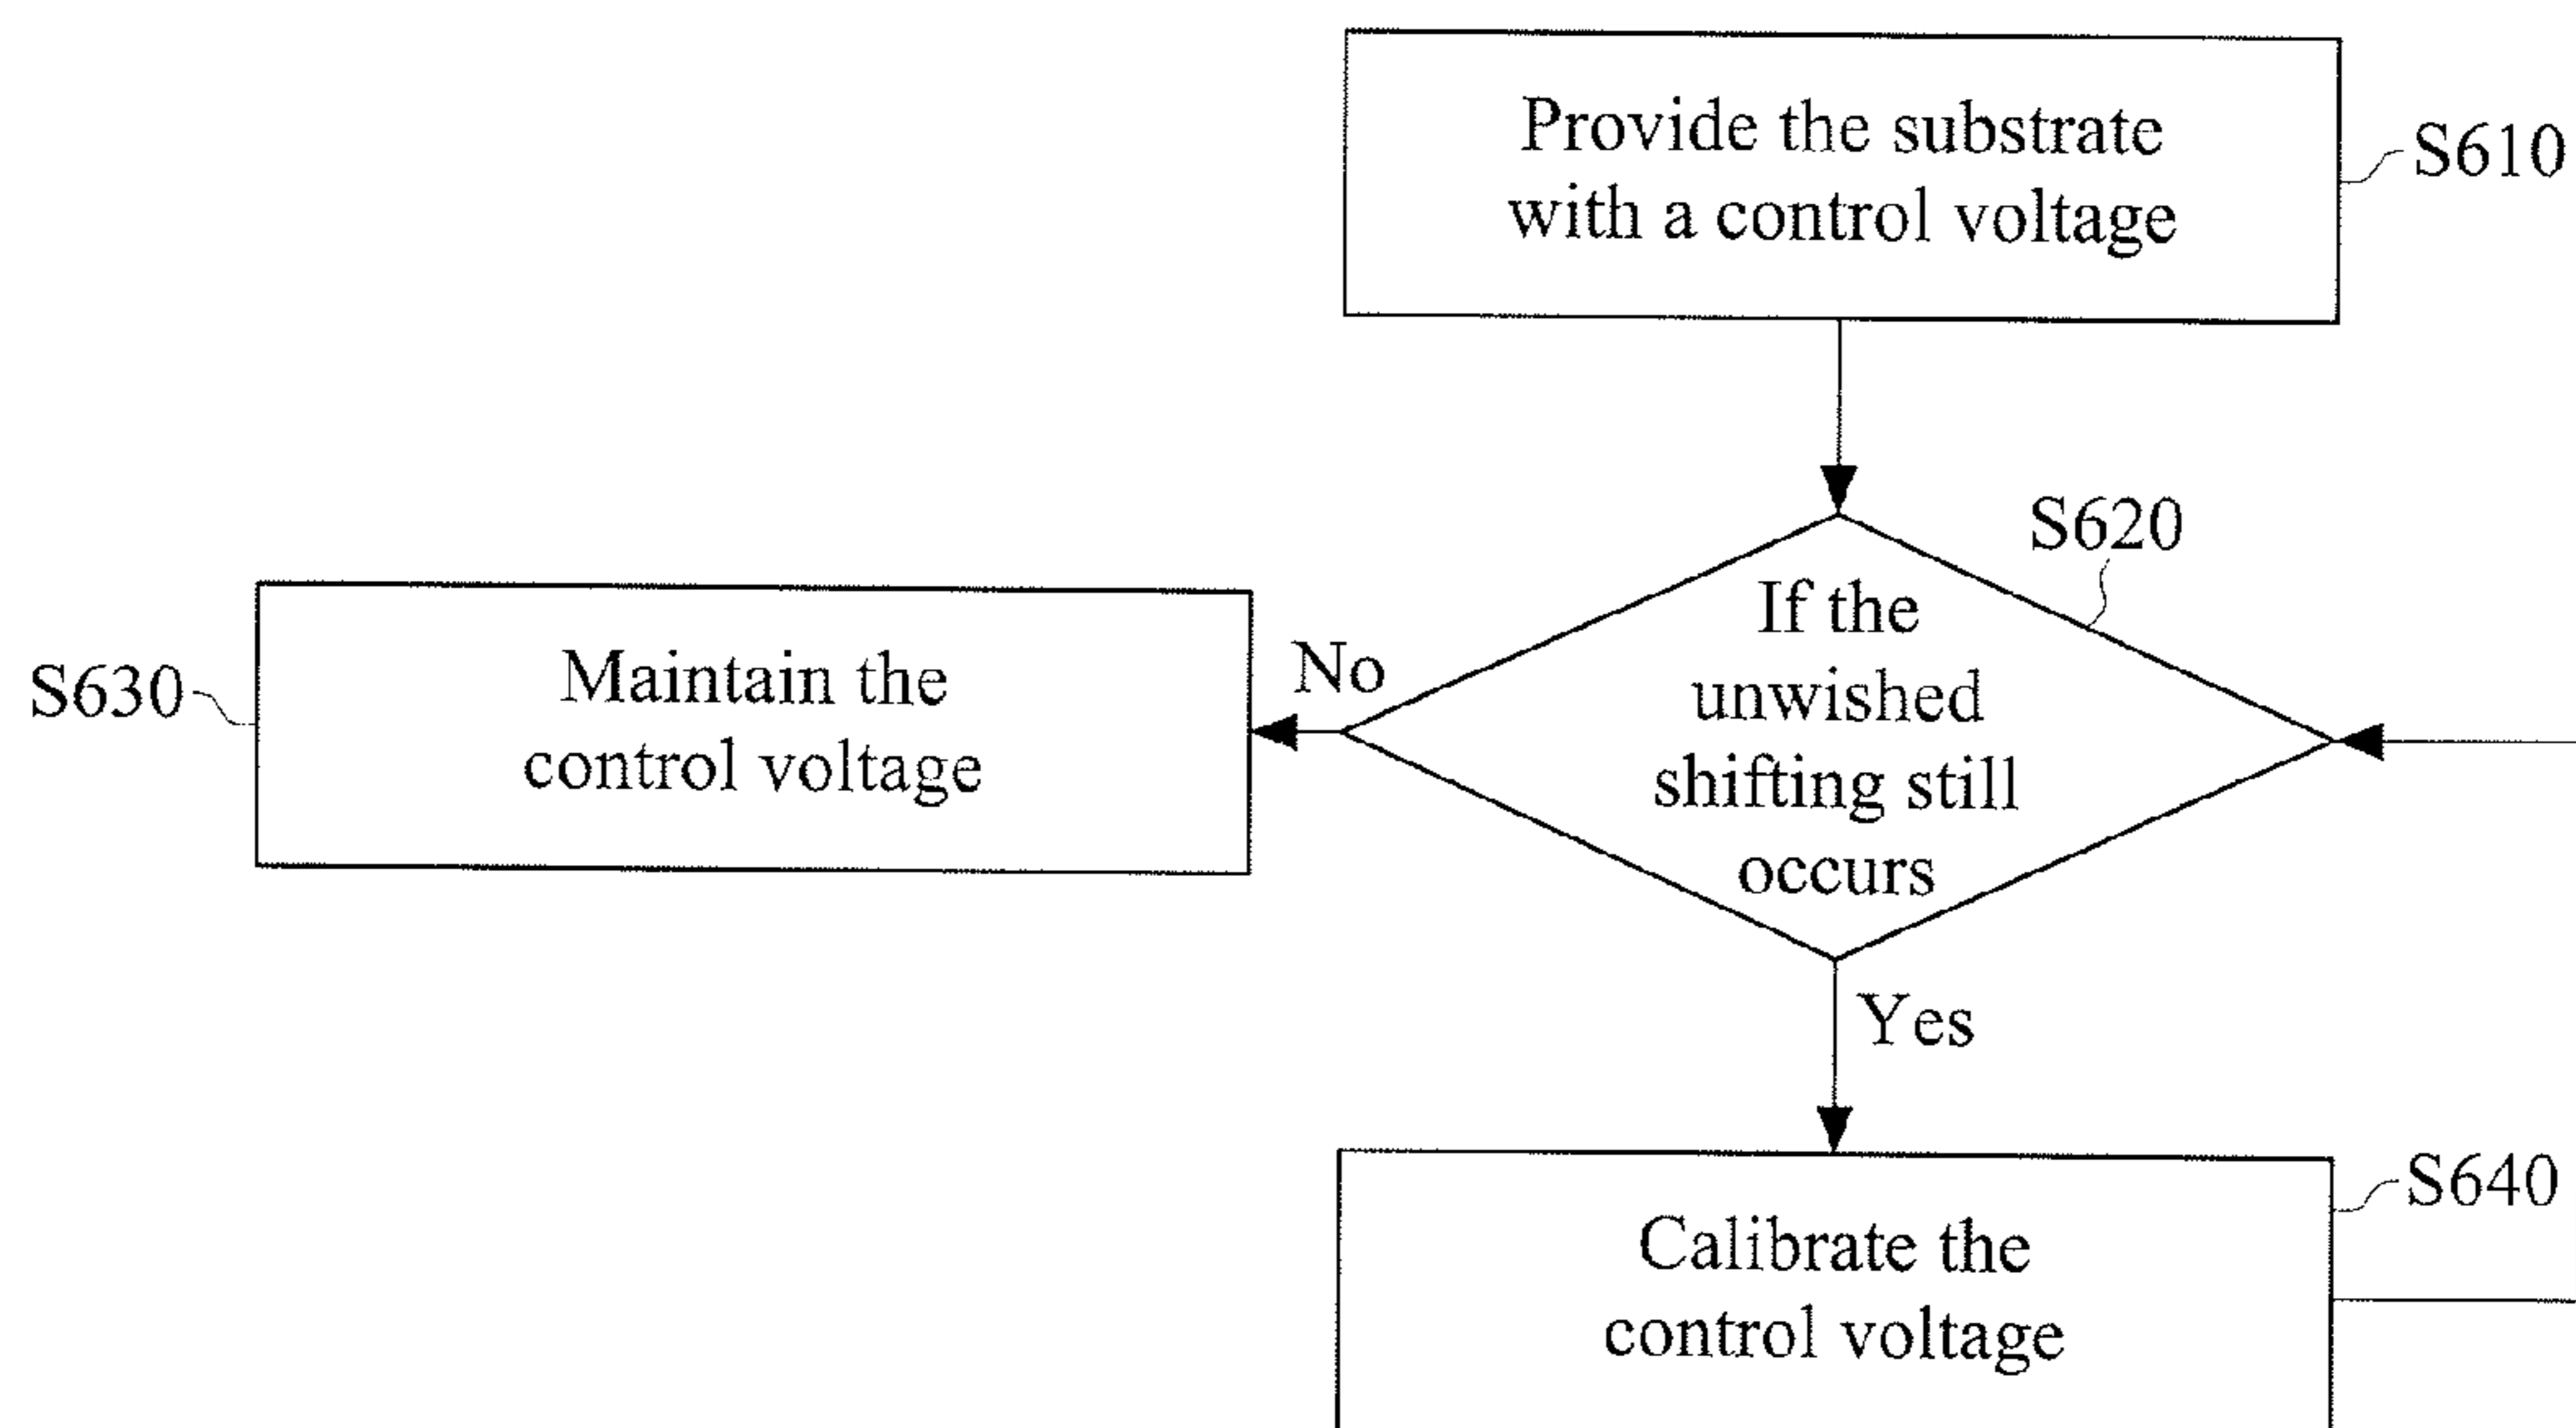 Provide the substrate
with a control voltage
S610
S620
If the
unwished
shifting still
occurs
No
S630
Maintain the
control voltage
Yes
S640
Calibrate the
control voltage